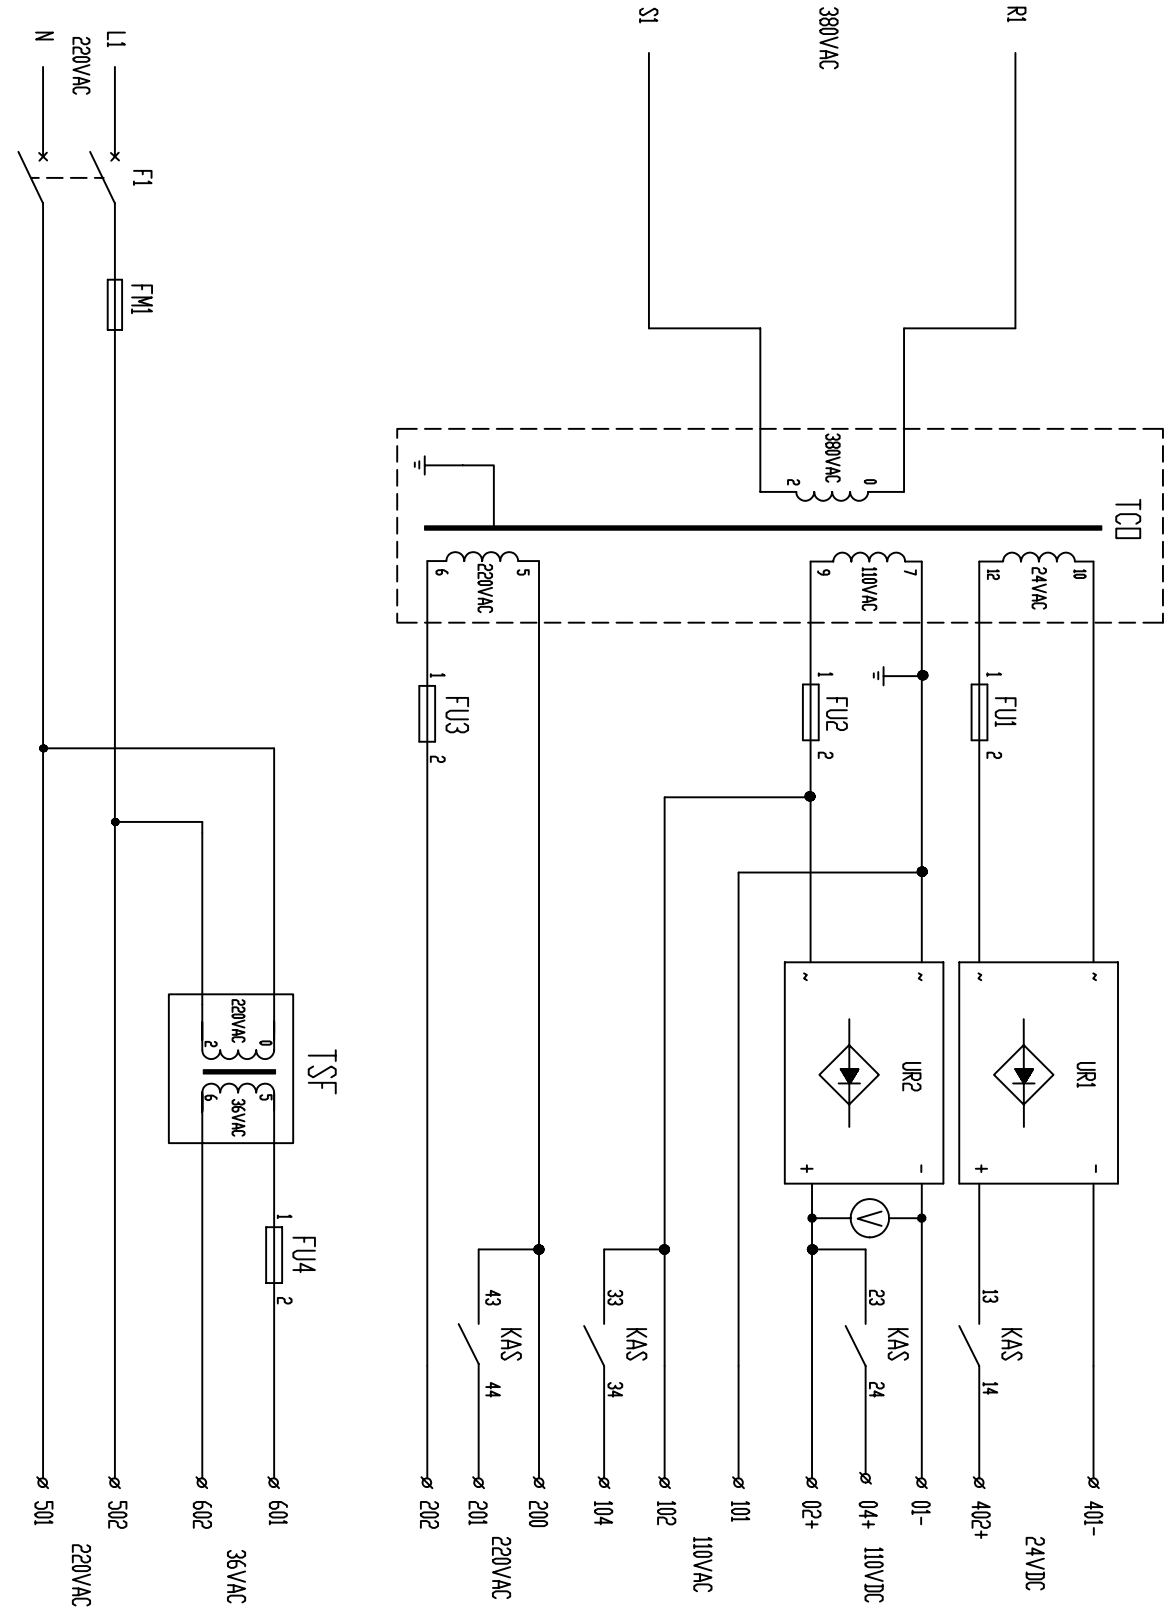 R1
380VAC
S1
L1
220VAC
N
F1
FM1
TCD
380VAC
0
2
10
24VAC
12
7
110VAC
9
5
220VAC
6
1
FU1
2
1
FU2
2
1
FU3
2
~
~
UR1
-
+
~
~
UR2
-
+
V
TSF
0
220VAC
2
5
36VAC
6
1
FU4
2
13
KAS
14
23
KAS
24
33
KAS
34
43
KAS
44
401-
24VDC
402+
01-
110VDC
04+
02+
101
110VAC
102
104
200
220VAC
201
202
601
36VAC
602
502
220VAC
501